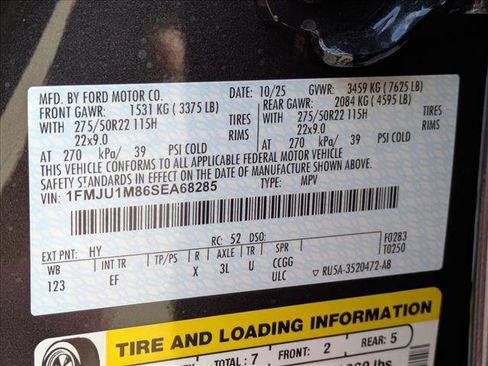 MFD. BY FORD MOTOR CO. DATE: 10/25 GVWR: 3459 KG ( 7625 LB)
FRONT GAWR: 1531 KG ( 3375 LB) REAR GAWR: 2084 KG ( 4595 LB)
WITH 275/50R22 115H TIRES WITH 275/50R22 115H TIRES
22x9.0 RIMS 22x9.0 RIMS
AT 270 kPa/ 39 PSI COLD AT 270 kPa/ 39 PSI COLD
THIS VEHICLE CONFORMS TO ALL APPLICABLE FEDERAL MOTOR VEHICLE
SAFETY STANDARDS IN EFFECT ON THE DATE OF MANUFACTURE SHOWN ABOVE.
VIN: 1FMJU1M86SEA68285 TYPE: MPV
EXT PNT: HY RC: 52 DSO: F0283
WB INT TR TP/PS R AXLE TR SPR T0250
123 EF X 3L U CCGG
ULC ▽ RU5A-3520472-AB
TIRE AND LOADING INFORMATION
TOTAL : 7 FRONT: 2 REAR: 5
lbs